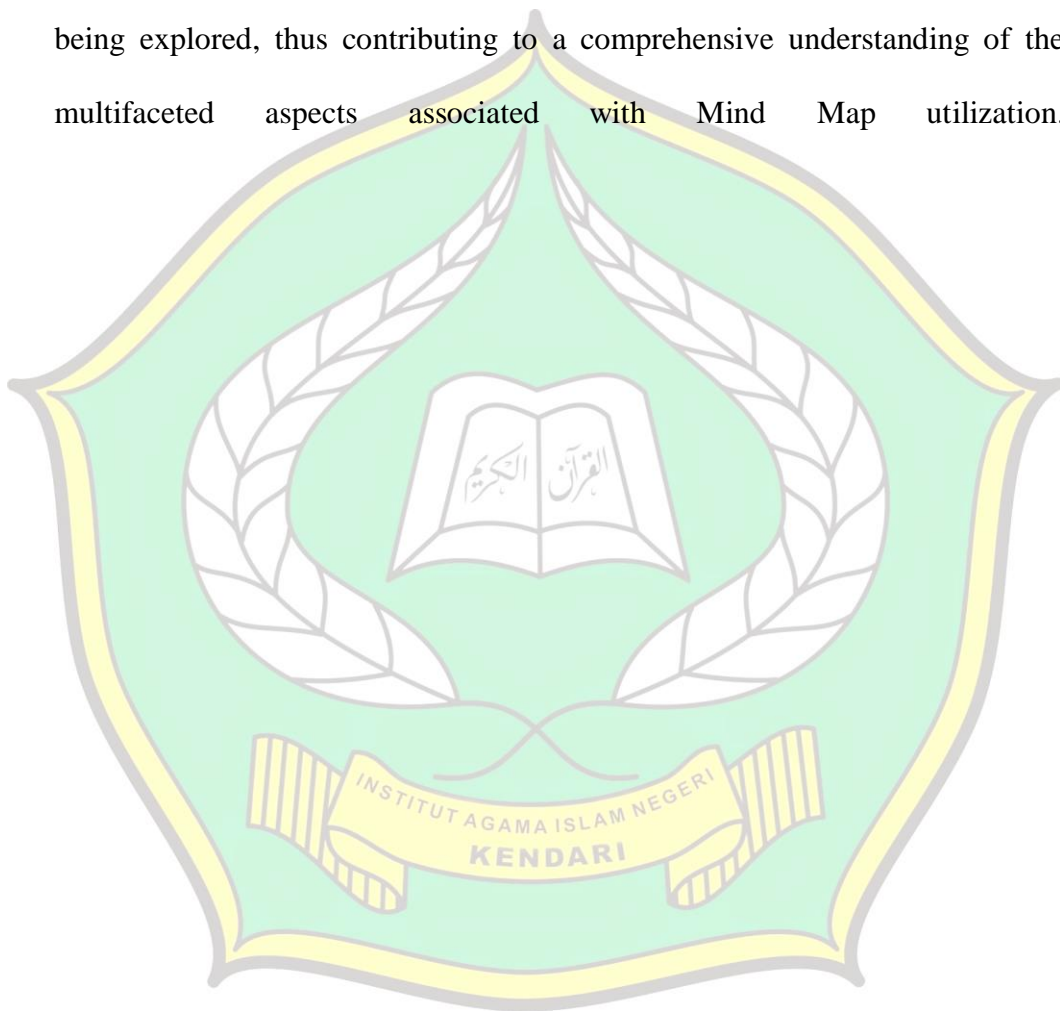 being explored, thus contributing to a comprehensive understanding of the
multifaceted aspects associated with Mind Map utilization.
القرآن الكريم
INSTITUT AGAMA ISLAM NEGERI
KENDARI